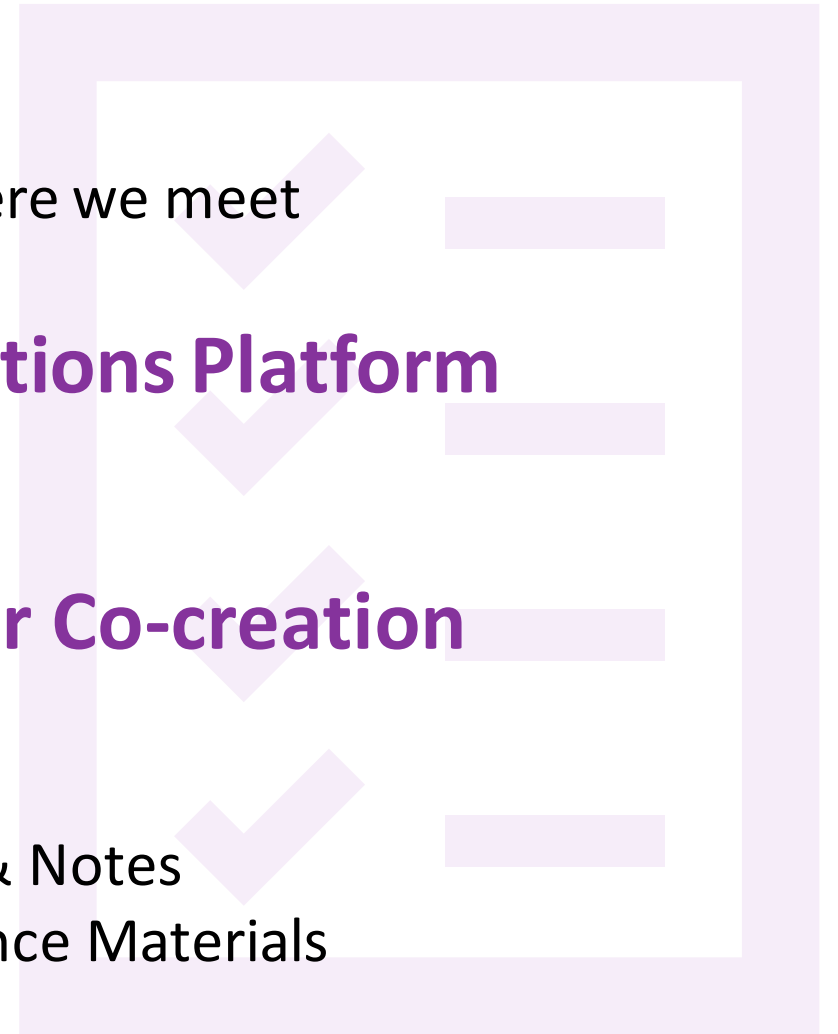 ere we meet
tions Platform
r Co-creation
& Notes
nce Materials